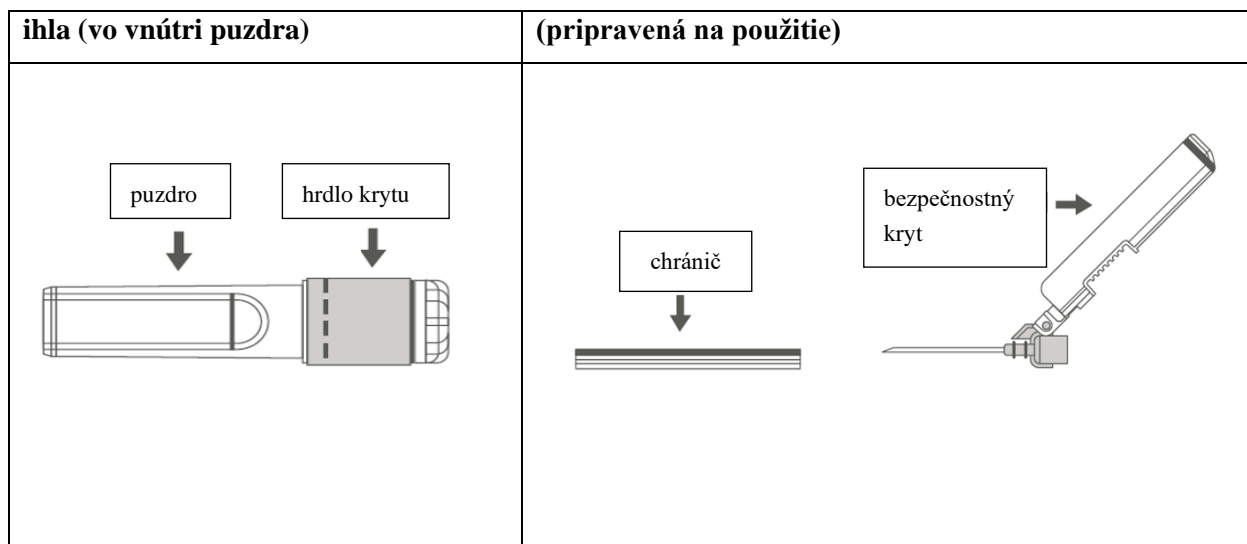 ihla (vo vnútri puzdra)
(pripravená na použitie)
puzdro
hrdlo krytu
chránič
bezpečnostný
kryt